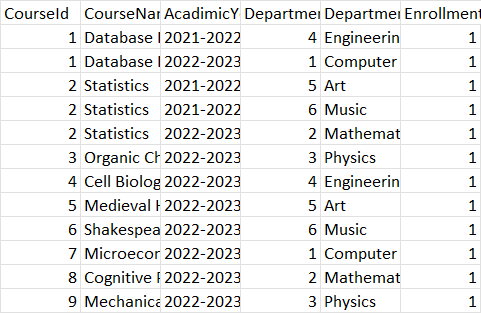 CourseId CourseNar AcadimicY Departmer Departmer Enrollment
1 Database I 2021-2022 4 Engineerin 1
1 Database I 2022-2023 1 Computer 1
2 Statistics 2021-2022 5 Art 1
2 Statistics 2021-2022 6 Music 1
2 Statistics 2022-2023 2 Mathemat 1
3 Organic Ch 2022-2023 3 Physics 1
4 Cell Biolog 2022-2023 4 Engineerin 1
5 Medieval H 2022-2023 5 Art 1
6 Shakespea 2022-2023 6 Music 1
7 Microecor 2022-2023 1 Computer 1
8 Cognitive P 2022-2023 2 Mathemat 1
9 Mechanica 2022-2023 3 Physics 1